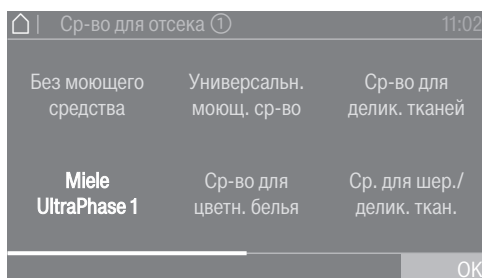 Ср-во для отсека ① 11:02
Без моющего средства
Универсальн. моющ. ср-во
Ср-во для делик. тканей
Miele UltraPhase 1
Ср-во для цветн. белья
Ср. для шер./ делик. ткан.
OK